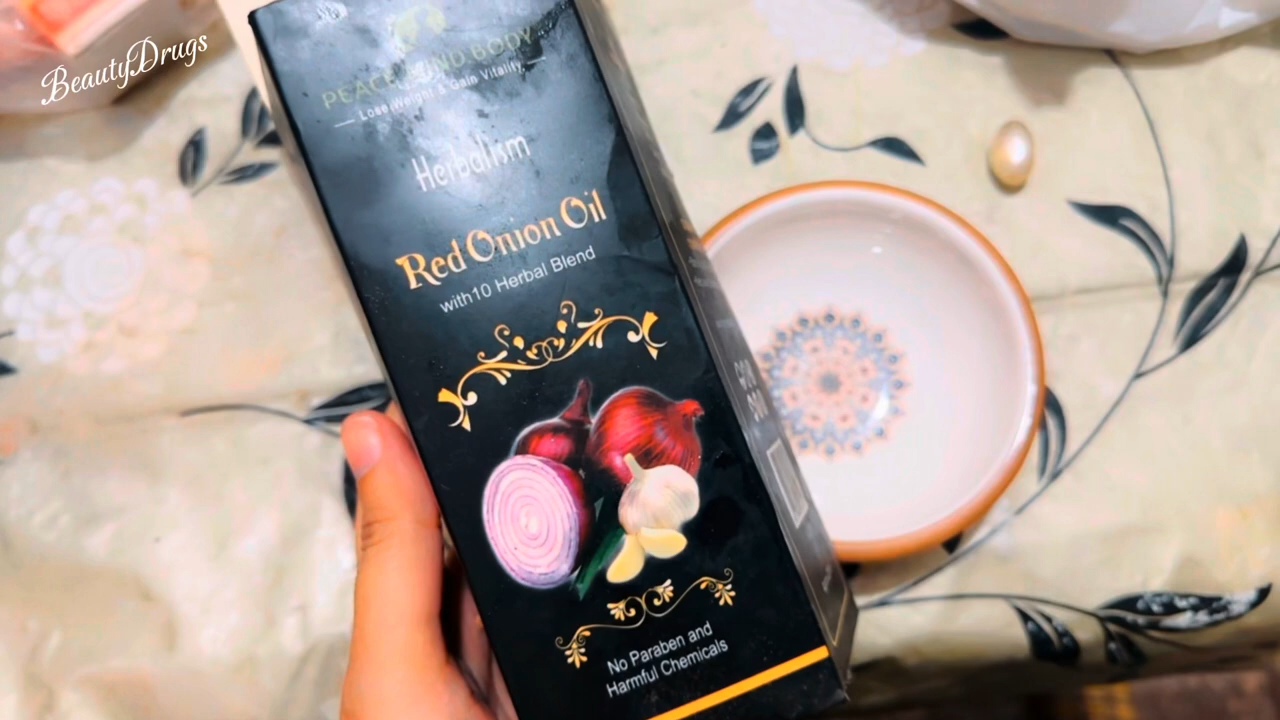 BeautyDrugs
PEACE MIND BODY
Lose Weight & Gain Vitality
Herbalism
Red Onion Oil
with10 Herbal Blend
No Paraben and
Harmful Chemicals